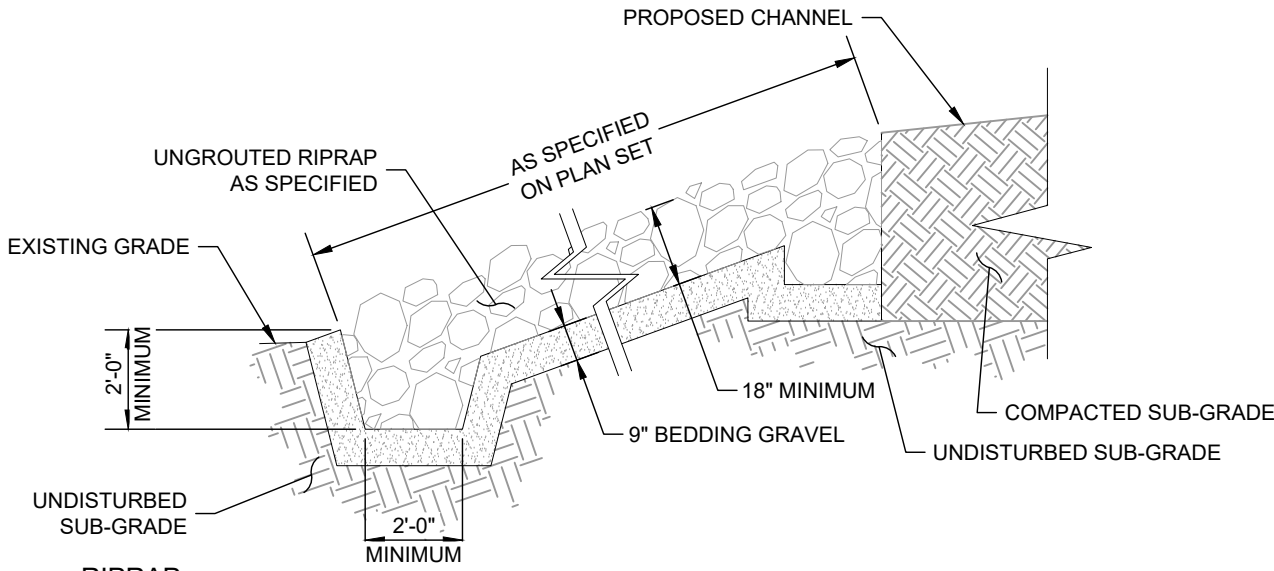 PROPOSED CHANNEL
AS SPECIFIED
ON PLAN SET
UNGROUTED RIPRAP
AS SPECIFIED
EXISTING GRADE
2'-0"
MINIMUM
18" MINIMUM
COMPACTED SUB-GRADE
9" BEDDING GRAVEL
UNDISTURBED SUB-GRADE
UNDISTURBED
SUB-GRADE
2'-0"
MINIMUM
RIPRAP